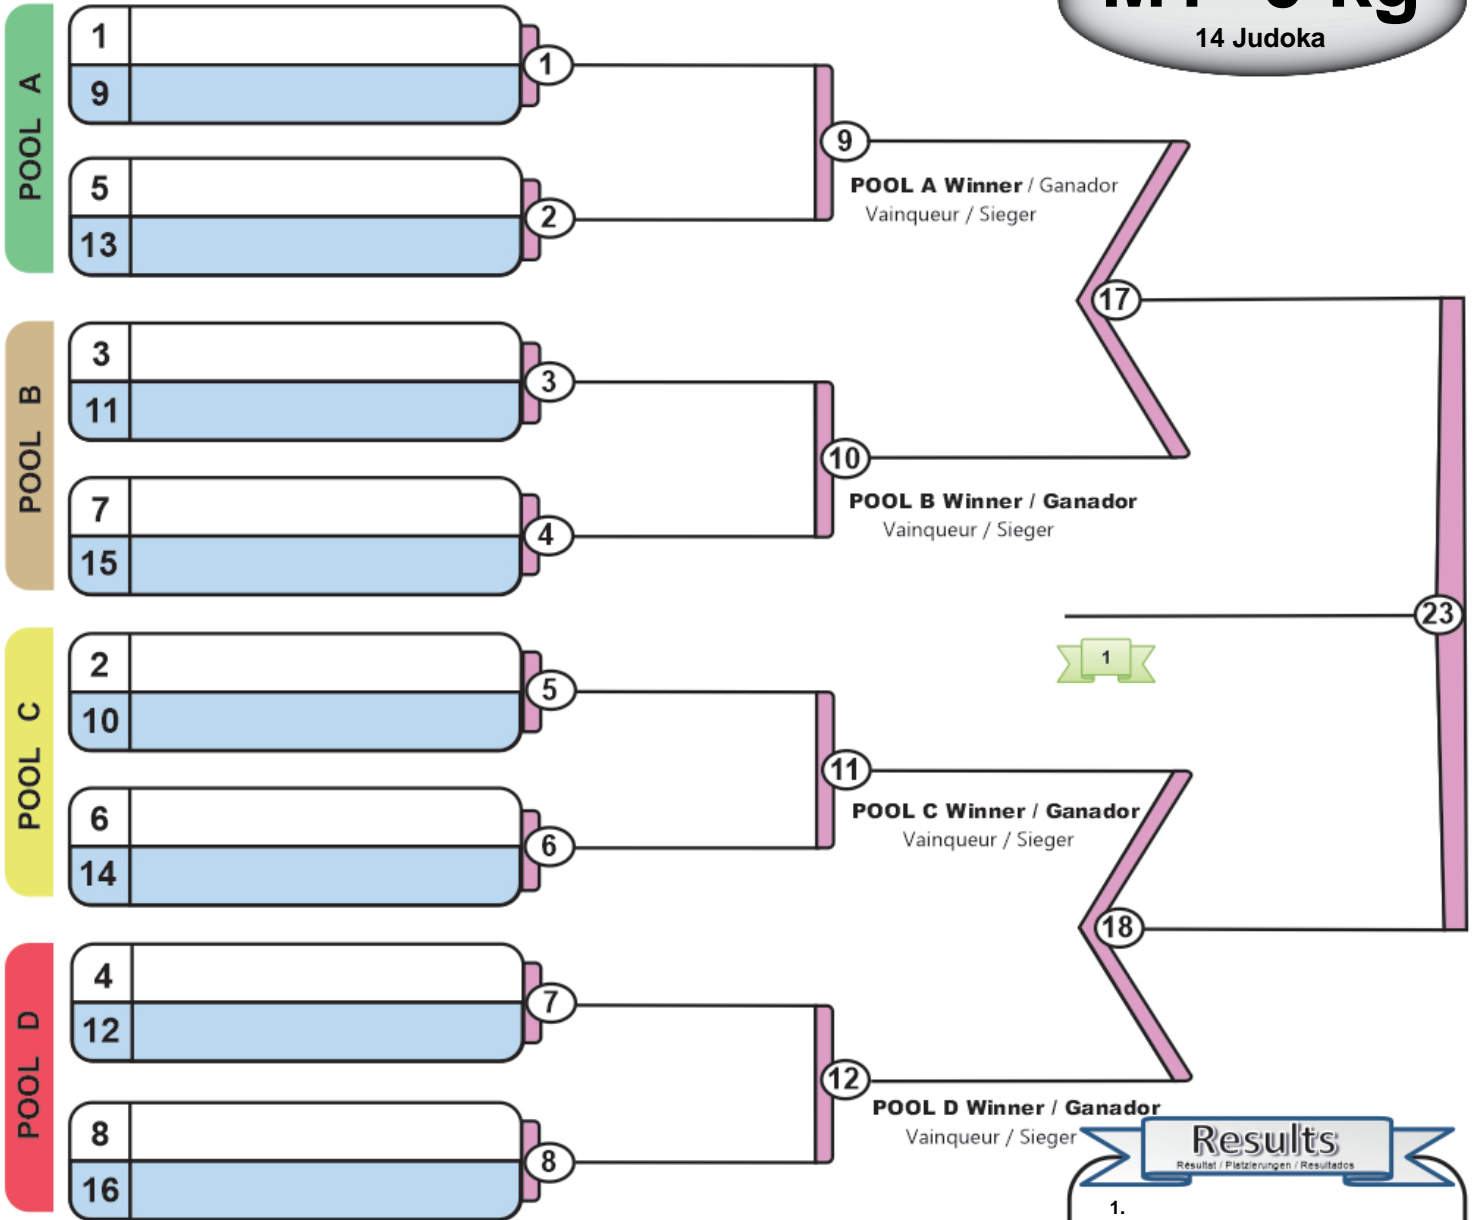 14 Judoka
POOL A
1
9
1
5
13
2
9
POOL A Winner / Ganador
Vainqueur / Sieger
17
POOL B
3
11
3
7
15
4
10
POOL B Winner / Ganador
Vainqueur / Sieger
23
1
POOL C
2
10
5
6
14
6
11
POOL C Winner / Ganador
Vainqueur / Sieger
18
POOL D
4
12
7
8
16
8
12
POOL D Winner / Ganador
Vainqueur / Sieger
Results
Résultat / Platzierungen / Resultados
1.